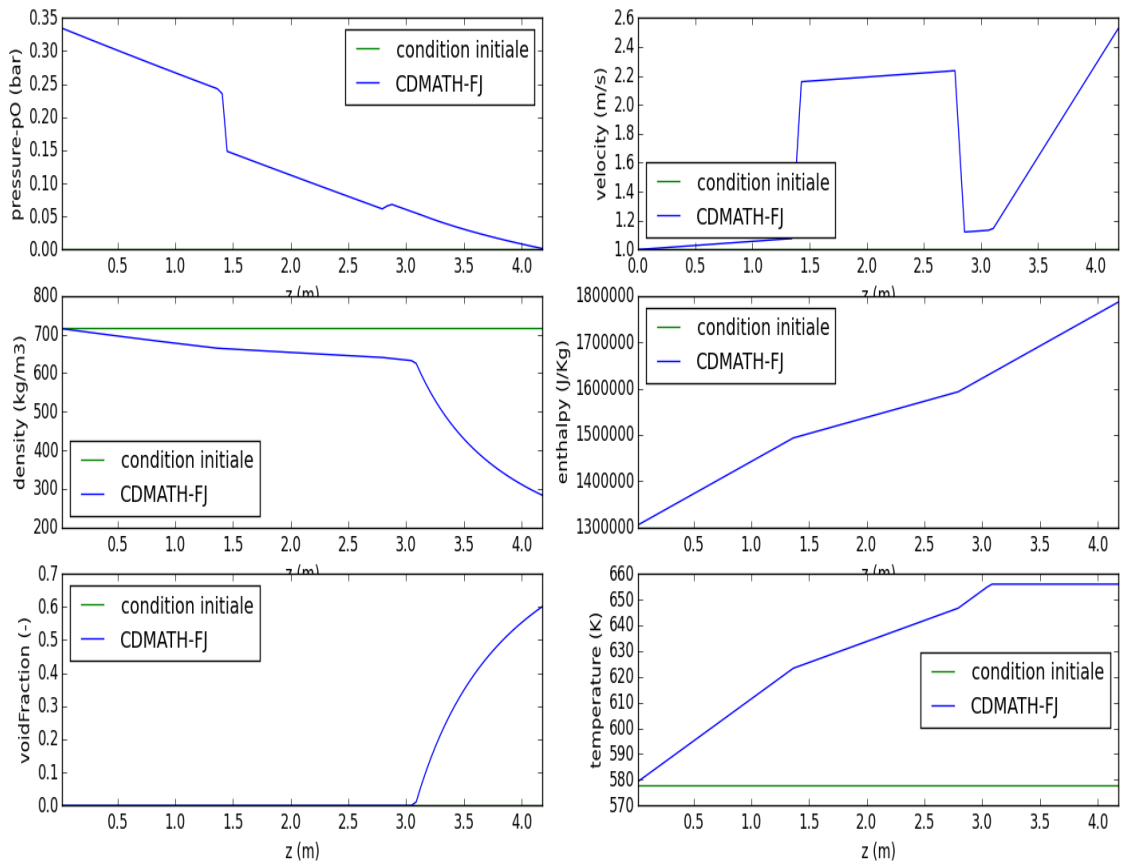 0.35
0.30
0.25
0.20
0.15
0.10
0.05
0.00
pressure-pO (bar)
condition initiale
CDMATH-FJ
0.5 1.0 1.5 2.0 2.5 3.0 3.5 4.0
z (m)
2.6
2.4
2.2
2.0
1.8
1.6
1.4
1.2
1.0
velocity (m/s)
condition initiale
CDMATH-FJ
0.0 0.5 1.0 1.5 2.0 2.5 3.0 3.5 4.0
z (m)
800
700
600
500
400
300
200
density (kg/m3)
condition initiale
CDMATH-FJ
0.5 1.0 1.5 2.0 2.5 3.0 3.5 4.0
z (m)
1800000
1700000
1600000
1500000
1400000
1300000
enthalpy (J/Kg)
condition initiale
CDMATH-FJ
0.5 1.0 1.5 2.0 2.5 3.0 3.5 4.0
z (m)
0.7
0.6
0.5
0.4
0.3
0.2
0.1
0.0
voidFraction (-)
condition initiale
CDMATH-FJ
0.5 1.0 1.5 2.0 2.5 3.0 3.5 4.0
z (m)
660
650
640
630
620
610
600
590
580
570
temperature (K)
condition initiale
CDMATH-FJ
0.5 1.0 1.5 2.0 2.5 3.0 3.5 4.0
z (m)